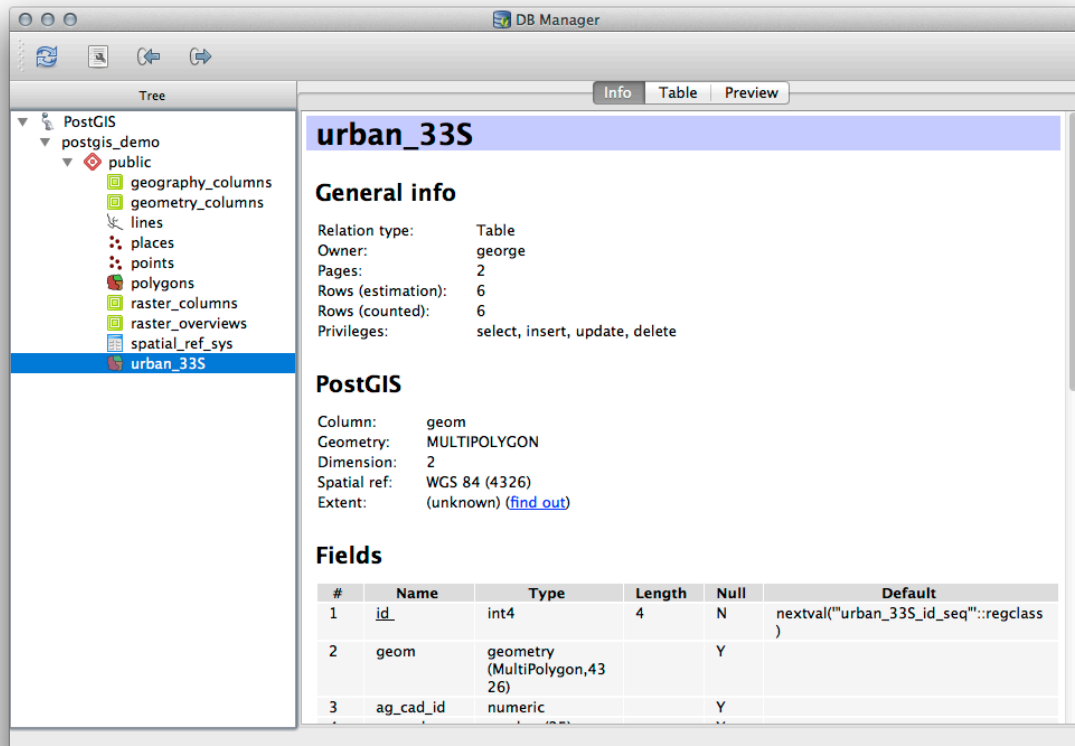 DB Manager
Tree
Info Table Preview
PostGIS
postgis_demo
public
geography_columns
geometry_columns
lines
places
points
polygons
raster_columns
raster_overviews
spatial_ref_sys
urban_33S
urban_33S
General info
Relation type: Table
Owner: george
Pages: 2
Rows (estimation): 6
Rows (counted): 6
Privileges: select, insert, update, delete
PostGIS
Column: geom
Geometry: MULTIPOLYGON
Dimension: 2
Spatial ref: WGS 84 (4326)
Extent: (unknown) (find out)
Fields
# Name Type Length Null Default
1 id int4 4 N nextval('"urban_33S_id_seq"'::regclass
)
2 geom geometry Y
(MultiPolygon,43
26)
3 ag_cad_id numeric Y